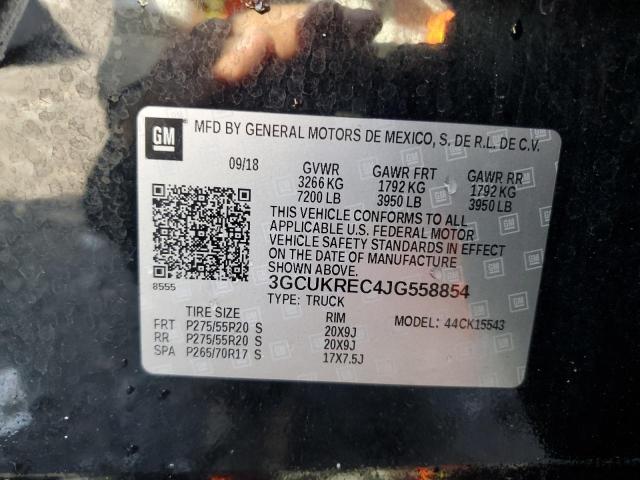 GM
MFD BY GENERAL MOTORS DE MEXICO, S. DE R.L. DE C.V.
09/18 GVWR GAWR FRT GAWR RR
3266 KG 1792 KG 1792 KG
7200 LB 3950 LB 3950 LB
THIS VEHICLE CONFORMS TO ALL
APPLICABLE U.S. FEDERAL MOTOR
VEHICLE SAFETY STANDARDS IN EFFECT
ON THE DATE OF MANUFACTURE
SHOWN ABOVE.
8555
3GCUKREC4JG558854
TYPE: TRUCK
TIRE SIZE RIM MODEL: 44CK15543
FRT P275/55R20 S 20X9J
RR P275/55R20 S 20X9J
SPA P265/70R17 S 17X7.5J